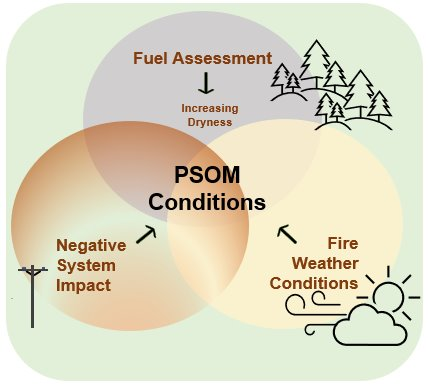 Fuel Assessment
Increasing
Dryness
PSOM
Conditions
Negative
System
Impact
Fire
Weather
Conditions